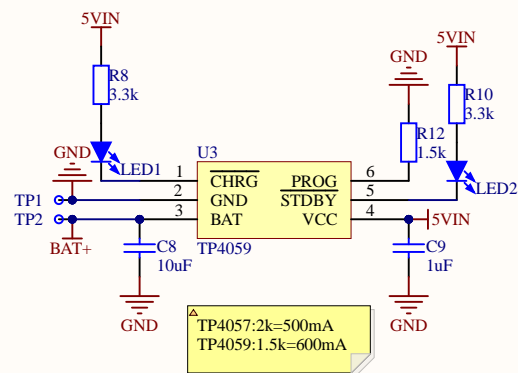 5VIN
R8
3.3k
LED1
GND
TP1
TP2
BAT+
C8
10uF
GND
U3
1
2
3
CHRG
GND
BAT
PROG
STDBY
VCC
6
5
4
TP4059
GND
R12
1.5k
5VIN
R10
3.3k
LED2
5VIN
C9
1uF
GND
TP4057:2k=500mA
TP4059:1.5k=600mA